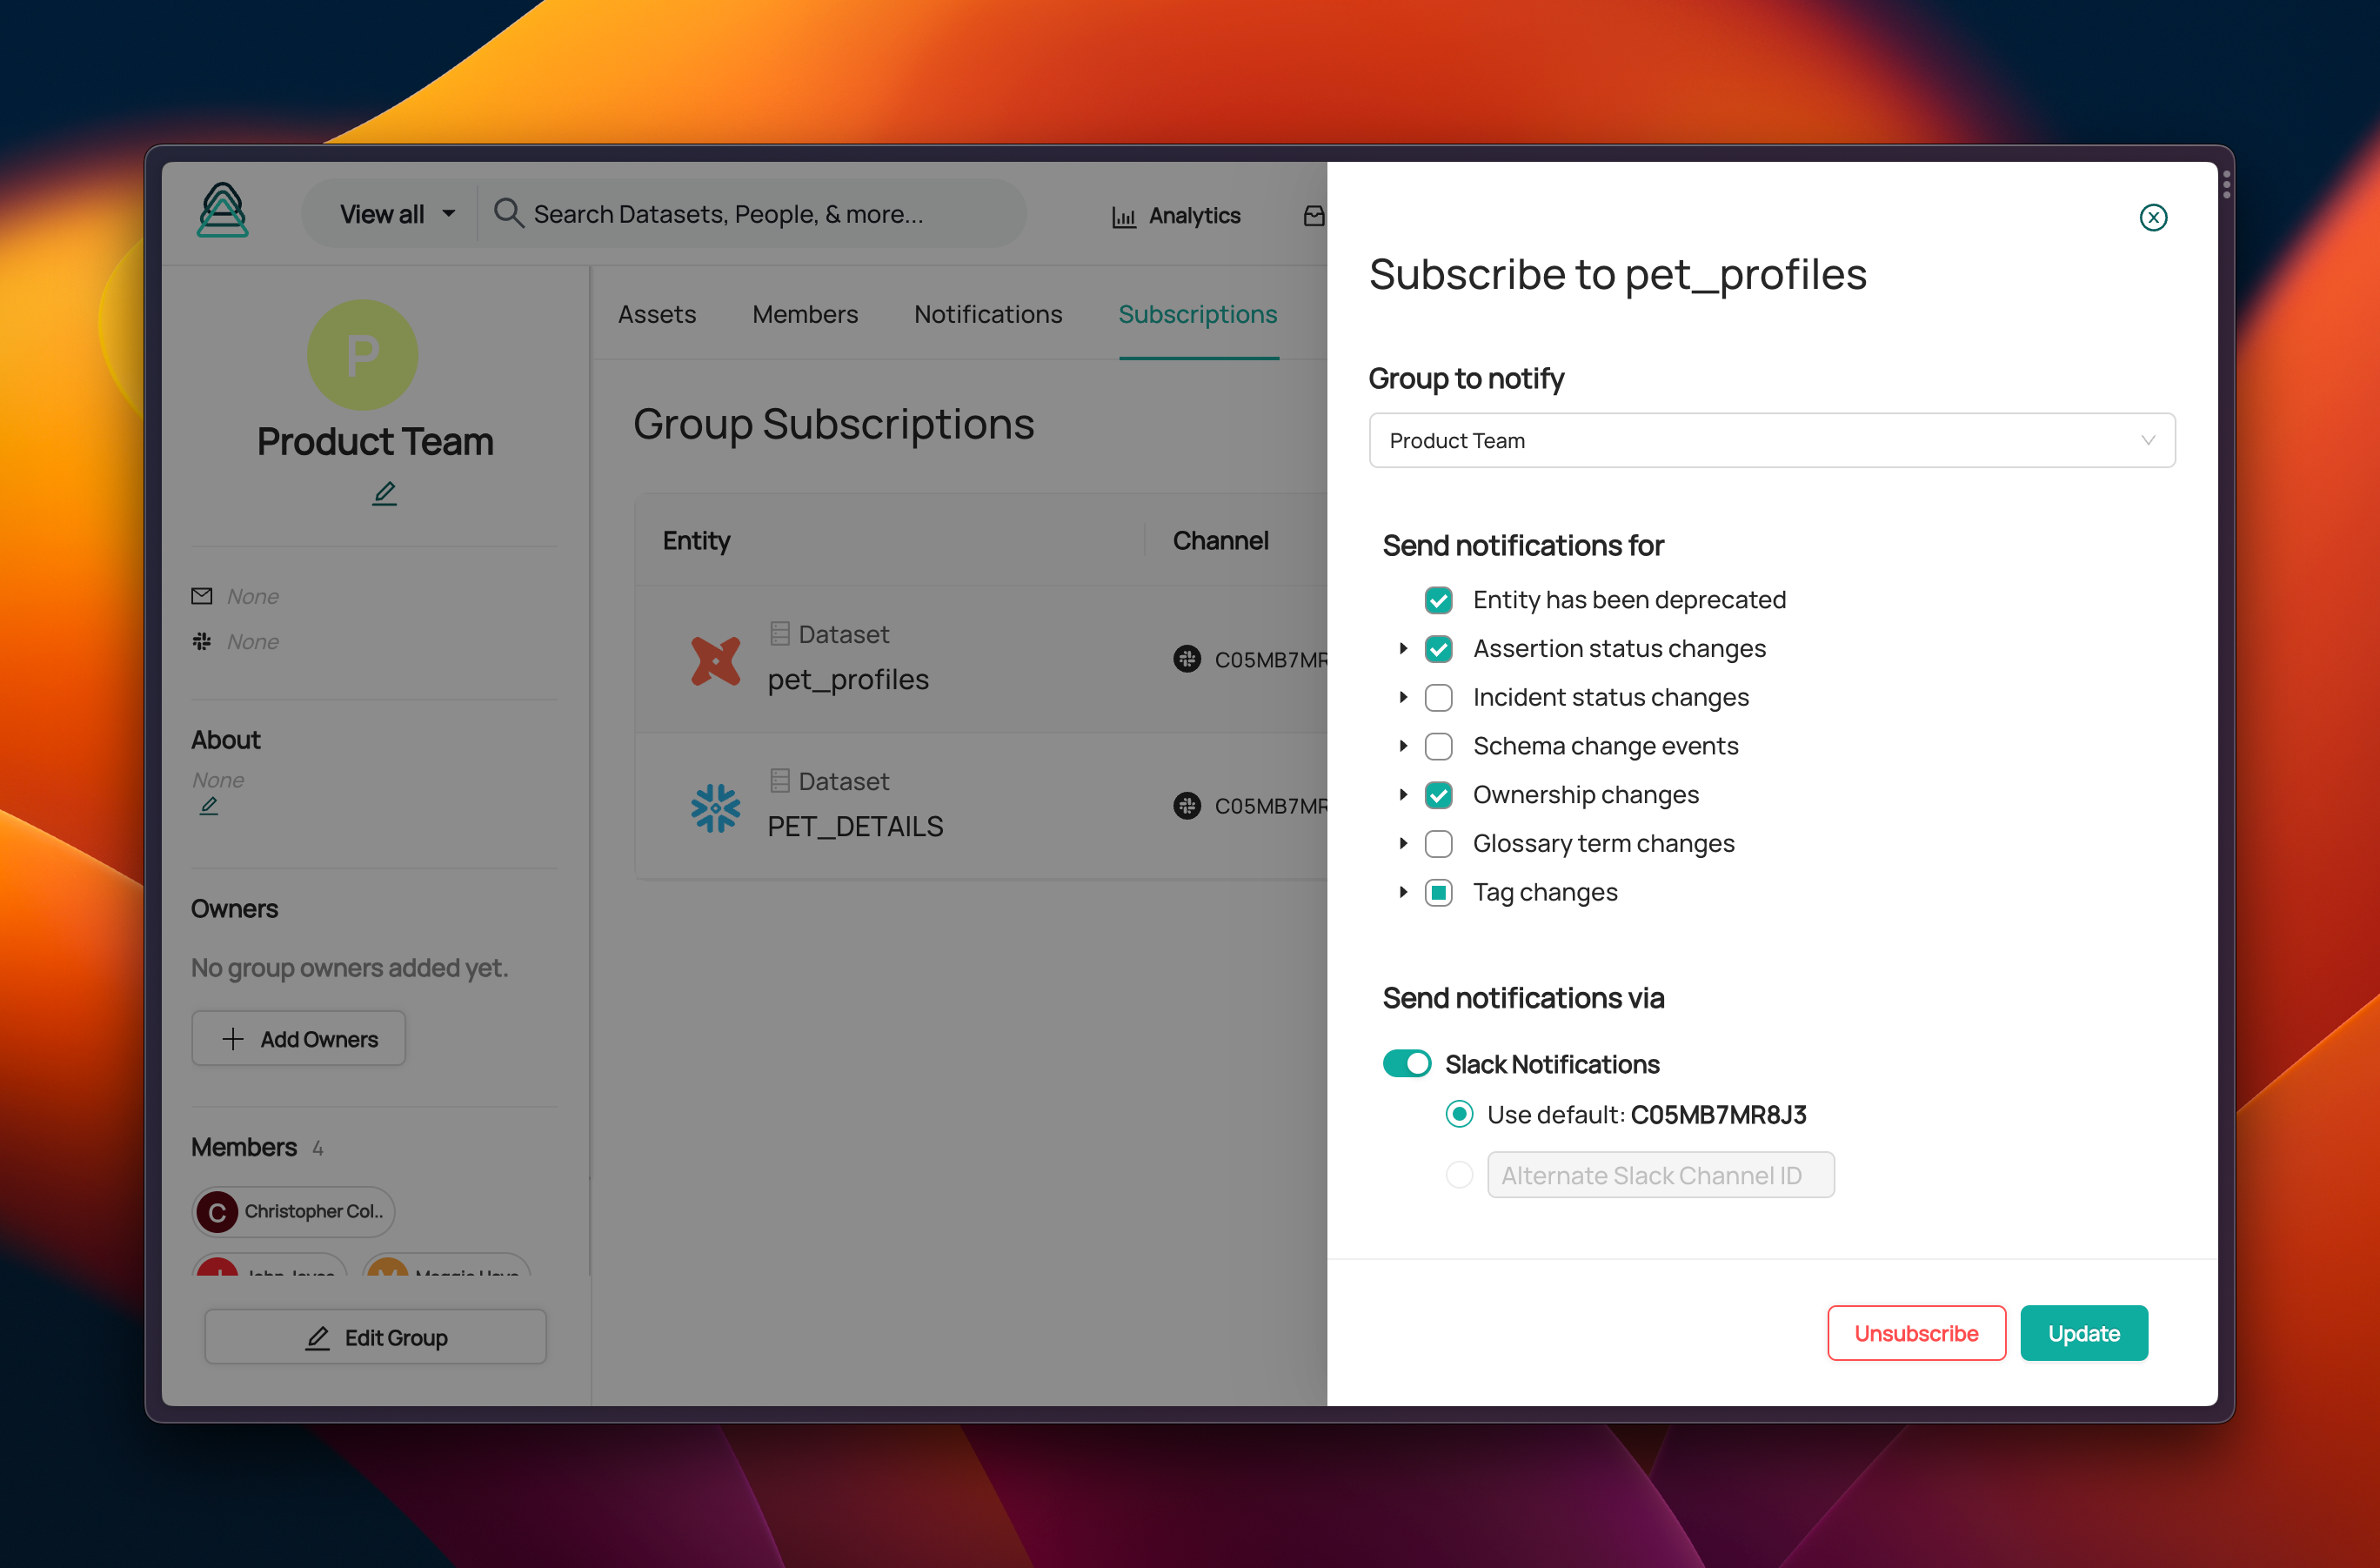 View all
Search Datasets, People, & more...
Analytics
P
Product Team
None
None
About
None
Owners
No group owners added yet.
Add Owners
Members 4
C Christopher Col..
Edit Group
Assets Members Notifications Subscriptions
Group Subscriptions
Entity Channel
Dataset
pet_profiles
C05MB7MR
Dataset
PET_DETAILS
C05MB7MR
Subscribe to pet_profiles
Group to notify
Product Team
Send notifications for
Entity has been deprecated
Assertion status changes
Incident status changes
Schema change events
Ownership changes
Glossary term changes
Tag changes
Send notifications via
Slack Notifications
Use default: C05MB7MR8J3
Alternate Slack Channel ID
Unsubscribe
Update